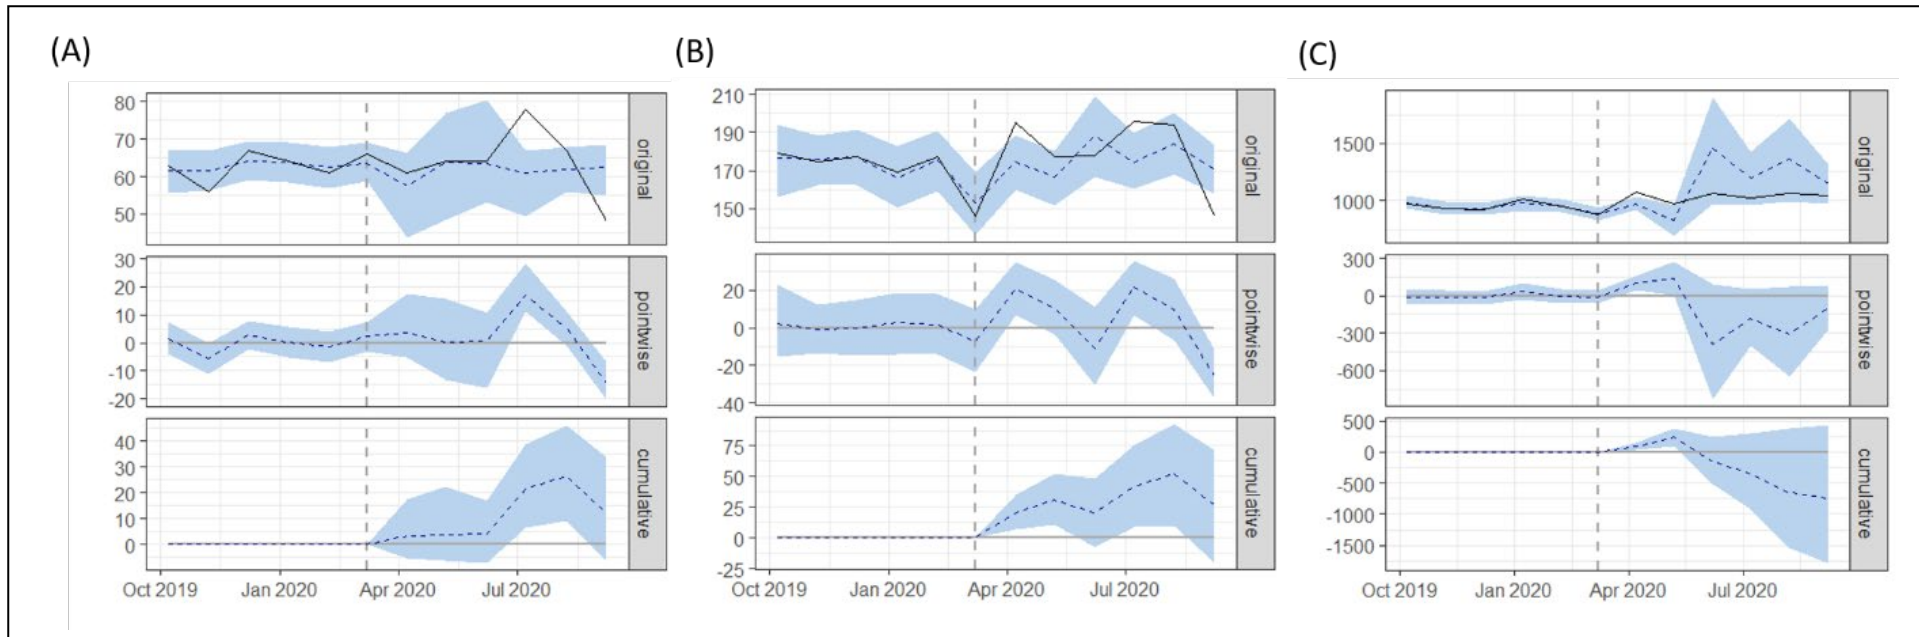 (A)
80
70
60
50
original
30
20
10
0
-10
-20
pointwise
40
30
20
10
0
cumulative
Oct 2019 Jan 2020 Apr 2020 Jul 2020
(B)
210
190
170
150
original
20
0
-20
-40
pointwise
75
50
25
0
-25
cumulative
Oct 2019 Jan 2020 Apr 2020 Jul 2020
(C)
1500
1000
original
300
0
-300
-600
pointwise
500
0
-500
-1000
-1500
cumulative
Oct 2019 Jan 2020 Apr 2020 Jul 2020